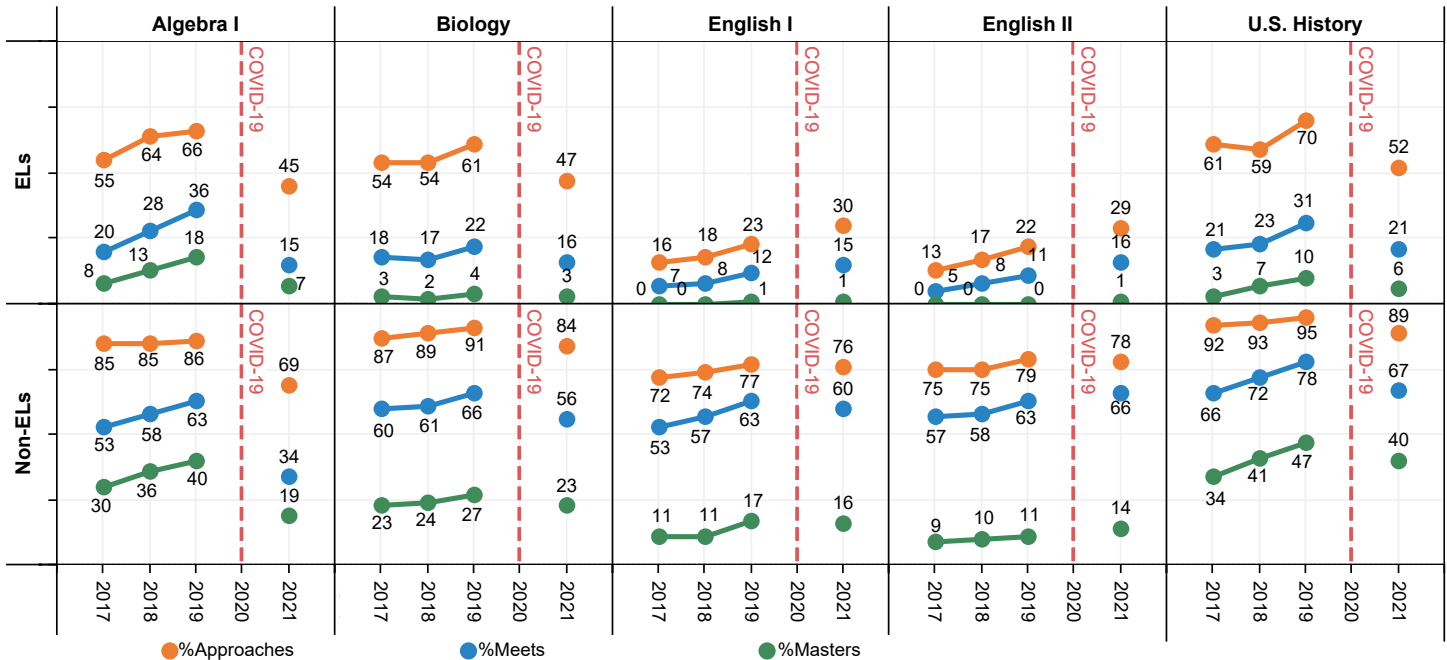 Algebra I Biology English I English II U.S. History
ELs
COVID-19 COVID-19 COVID-19 COVID-19 COVID-19
55 64 66 45
20 28 36 15
8 13 18 7
54 54 61 47
18 17 22 16
3 2 4 3
16 18 23 30
7 8 12 15
0 0 1 1
13 17 22 29
5 8 11 16
0 0 0 1
61 59 70 52
21 23 31 21
3 7 10 6
Non-ELs
COVID-19 COVID-19 COVID-19 COVID-19 COVID-19
85 85 86 69
53 58 63 34
30 36 40 19
87 89 91 84
60 61 66 56
23 24 27 23
72 74 77 76
53 57 63 60
11 11 17 16
75 75 79 78
57 58 63 66
9 10 11 14
92 93 95 89
66 72 78 67
34 41 47 40
2017 2018 2019 2020 2021 2017 2018 2019 2020 2021 2017 2018 2019 2020 2021 2017 2018 2019 2020 2021 2017 2018 2019 2020 2021
%Approaches %Meets %Masters